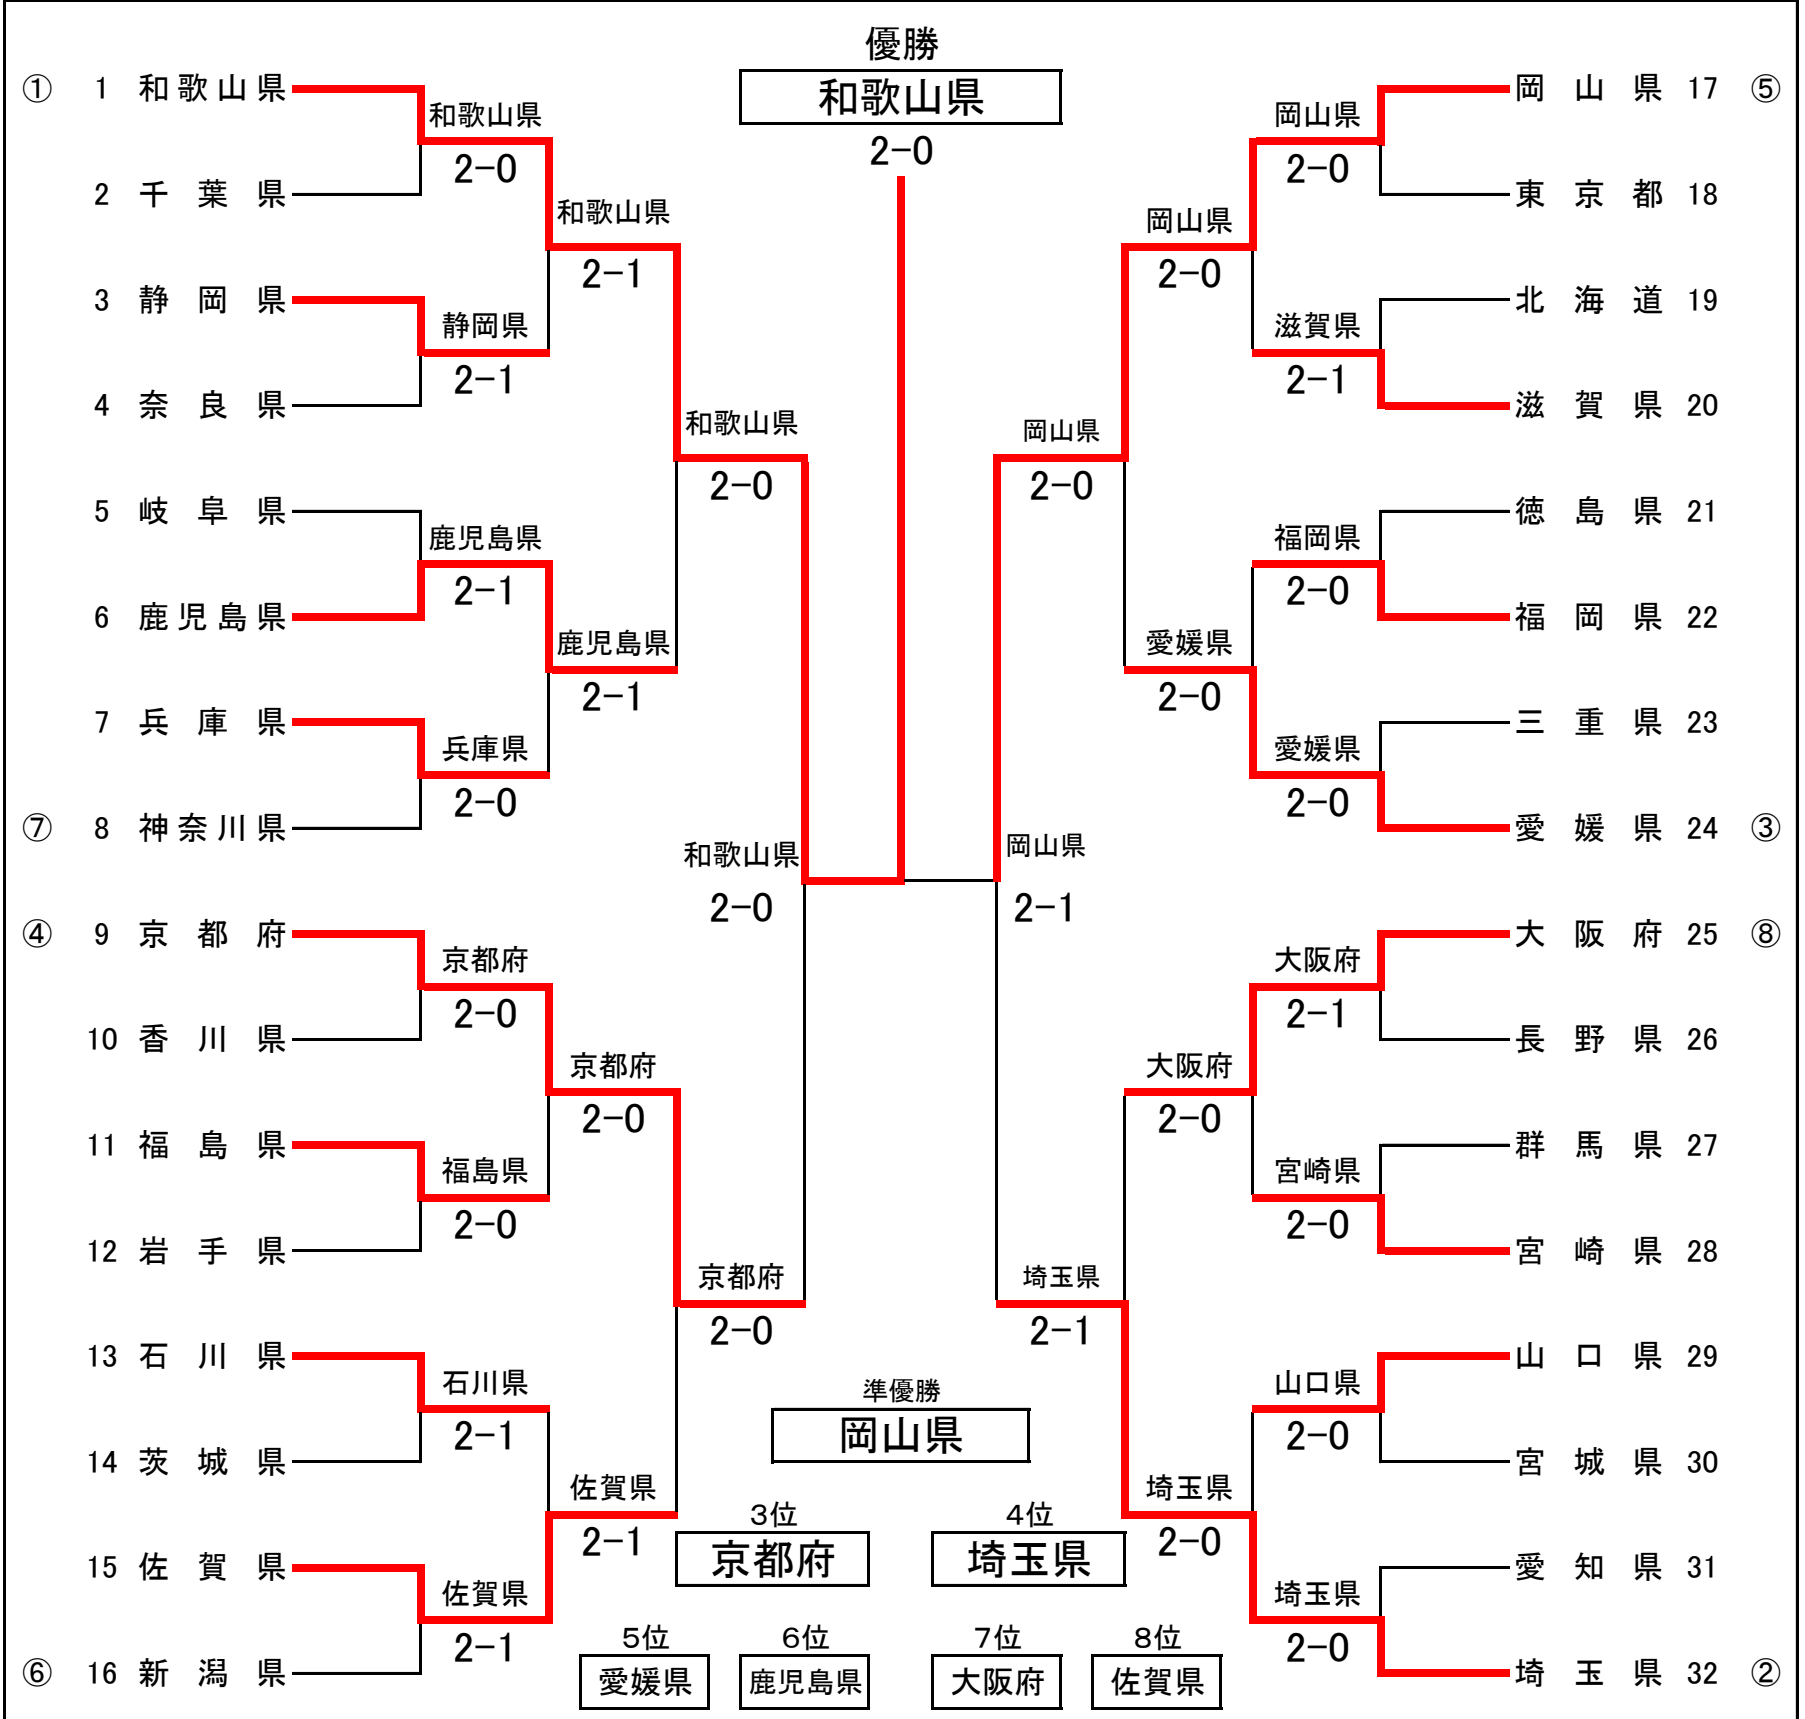 優勝
和歌山県
2-0
① 1 和歌山県
2 千葉県
3 静岡県
4 奈良県
5 岐阜県
6 鹿児島県
7 兵庫県
⑦ 8 神奈川県
④ 9 京都府
10 香川県
11 福島県
12 岩手県
13 石川県
14 茨城県
15 佐賀県
⑥ 16 新潟県
和歌山県
2-0
静岡県
2-1
鹿児島県
2-1
兵庫県
2-0
京都府
2-0
福島県
2-0
石川県
2-1
佐賀県
2-1
和歌山県
2-1
鹿児島県
2-1
京都府
2-0
佐賀県
2-1
和歌山県
2-0
京都府
2-0
和歌山県
2-0
岡山県
2-1
岡山県
2-0
埼玉県
2-1
岡山県
2-0
愛媛県
2-0
大阪府
2-0
埼玉県
2-0
岡山県
2-0
滋賀県
2-1
福岡県
2-0
愛媛県
2-0
大阪府
2-1
宮崎県
2-0
山口県
2-0
埼玉県
2-0
岡山県 17 ⑤
東京都 18
北海道 19
滋賀県 20
徳島県 21
福岡県 22
三重県 23
愛媛県 24 ③
大阪府 25 ⑧
長野県 26
群馬県 27
宮崎県 28
山口県 29
宮城県 30
愛知県 31
埼玉県 32 ②
準優勝
岡山県
3位
京都府
4位
埼玉県
5位
愛媛県
6位
鹿児島県
7位
大阪府
8位
佐賀県